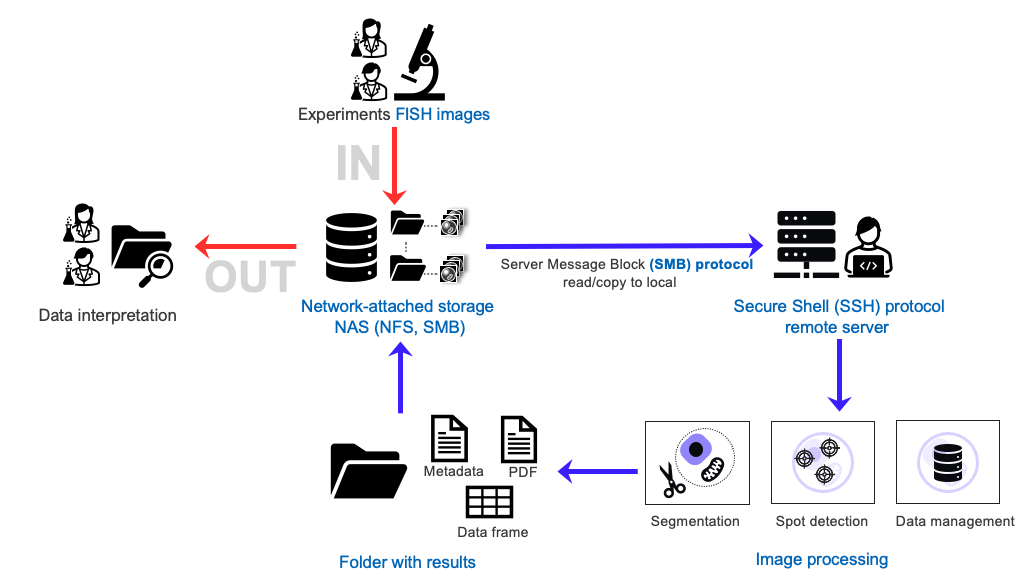 Experiments FISH images
IN
OUT
Data interpretation
Network-attached storage
NAS (NFS, SMB)
Server Message Block (SMB) protocol
read/copy to local
</>
Secure Shell (SSH) protocol
remote server
Metadata
PDF
Data frame
Folder with results
Segmentation
Spot detection
Data management
Image processing